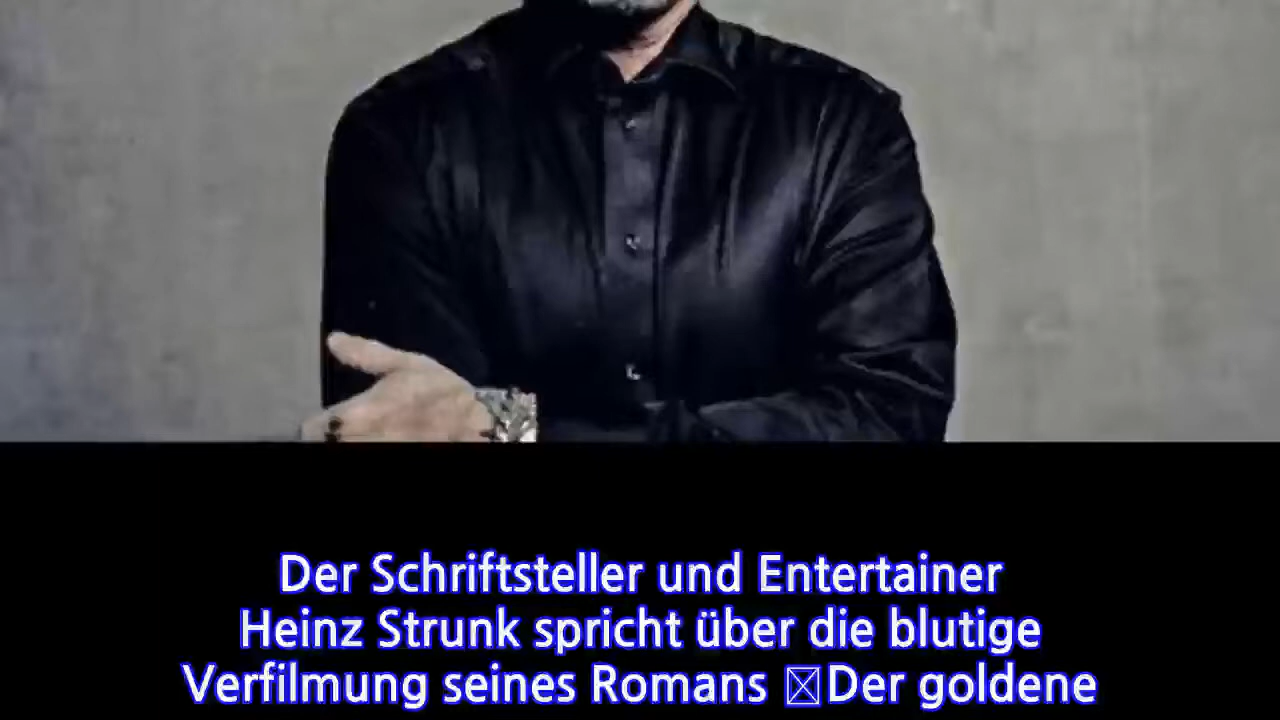 Der Schriftsteller und Entertainer
Heinz Strunk spricht über die blutige
Verfilmung seines Romans Der goldene